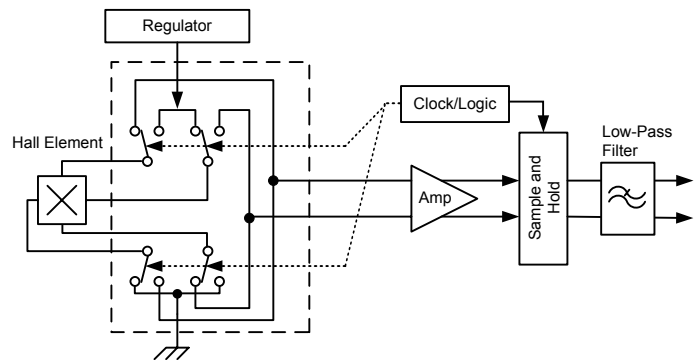 Regulator
Clock/Logic
Hall Element
Low-Pass
Filter
Amp
Sample and
Hold